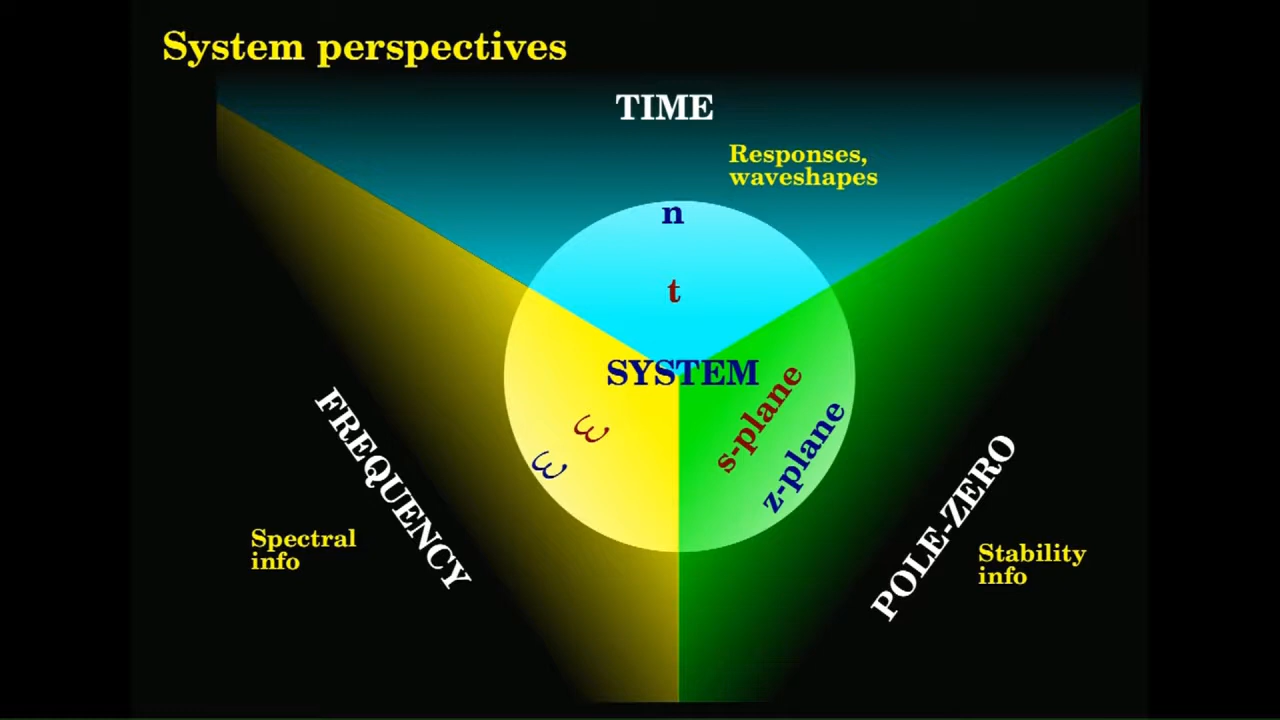 System perspectives
TIME
Responses,
waveshapes
n
t
SYSTEM
s-plane
z-plane
ω
ω
FREQUENCY
POLE-ZERO
Spectral
info
Stability
info